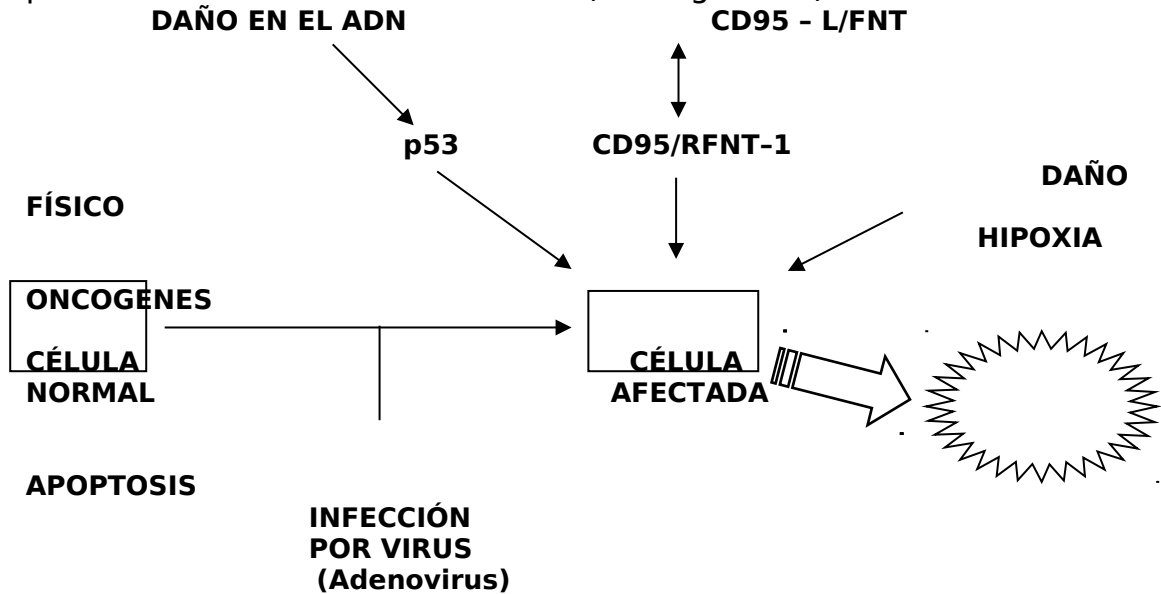 DAÑO EN EL ADN CD95 – L/FNT
p53 CD95/RFNT–1
DAÑO
FÍSICO
HIPOXIA
ONCOGENES
CÉLULA CÉLULA
NORMAL AFECTADA
APOPTOSIS
INFECCIÓN
POR VIRUS
(Adenovirus)